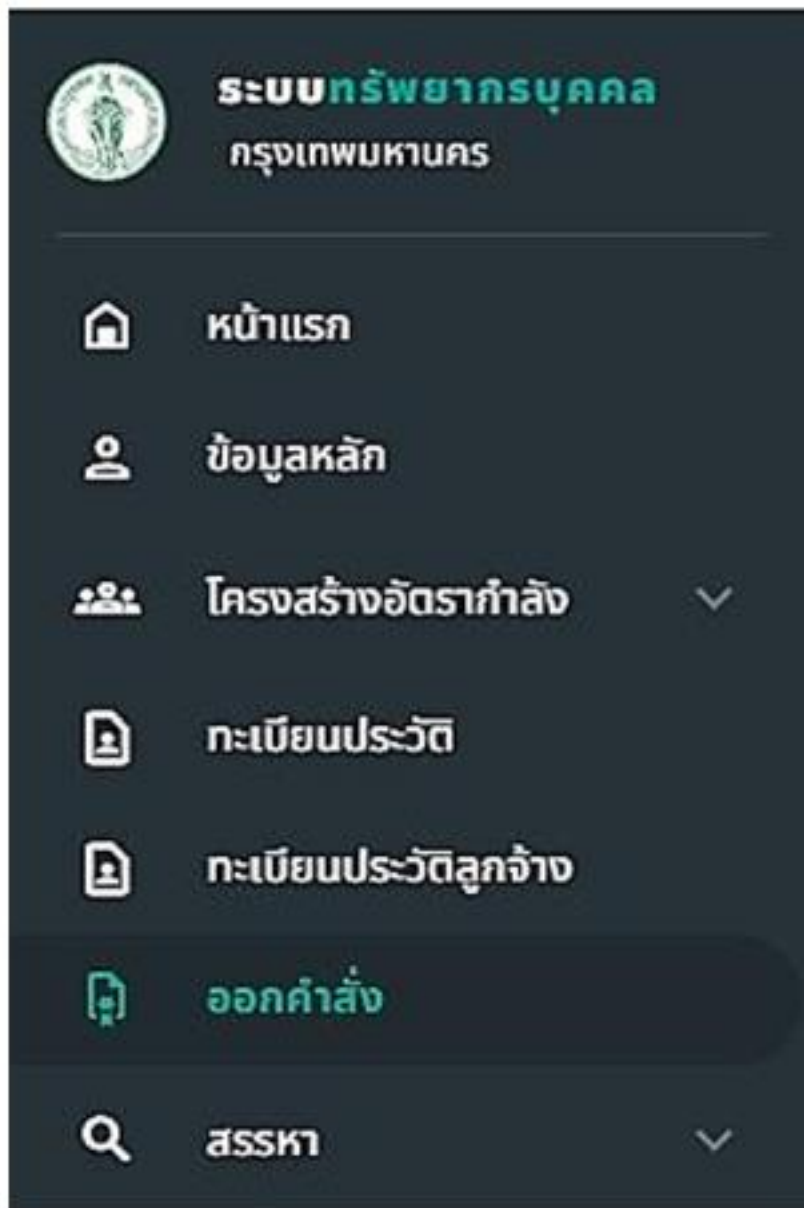 ระบบทรัพยากรบุคคล
กรุงเทพมหานคร
หน้าแรก
ข้อมูลหลัก
โครงสร้างอัตรากำลัง
ทะเบียนประวัติ
ทะเบียนประวัติลูกจ้าง
ออกคำสั่ง
สรรหา